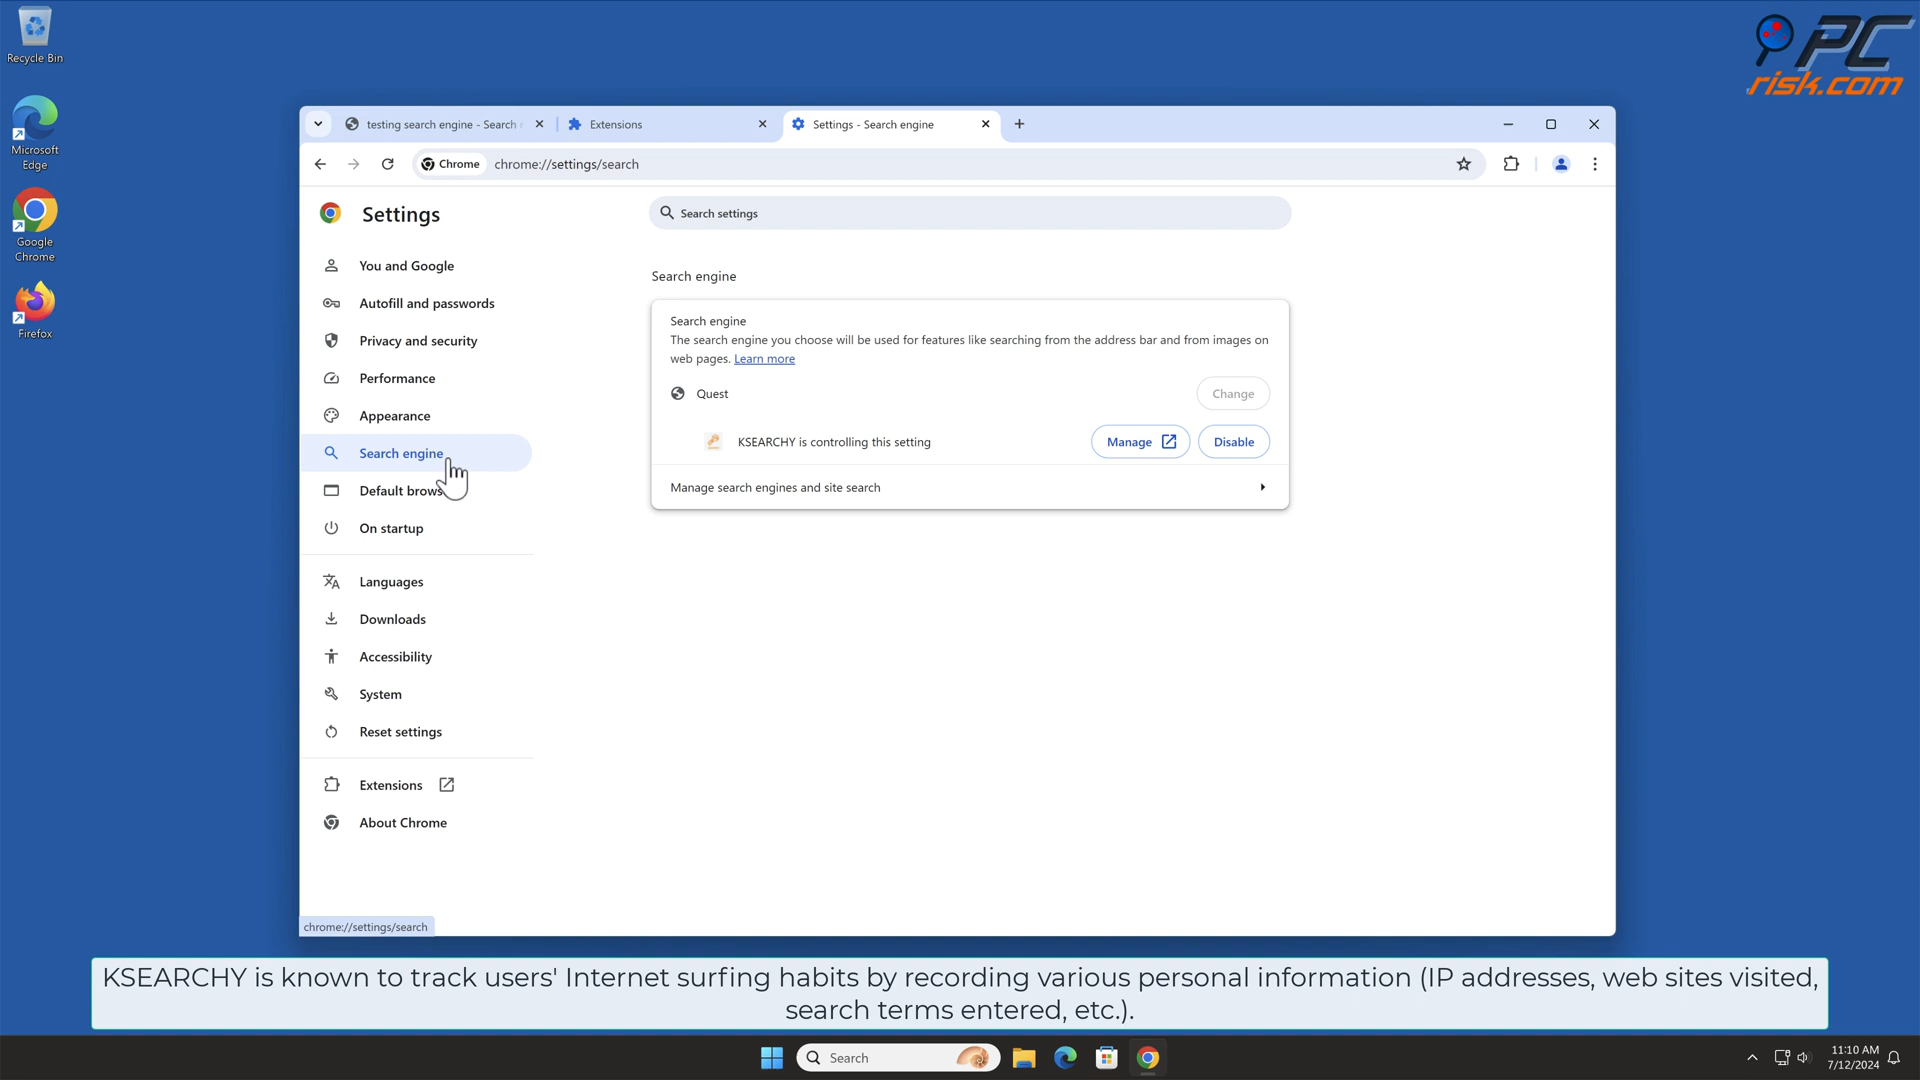 Recycle Bin
Microsoft
Edge
Google
Chrome
Firefox
PC
risk.com
testing search engine - Search r
Extensions
Settings - Search engine
Chrome
chrome://settings/search
Settings
Search settings
You and Google
Autofill and passwords
Privacy and security
Performance
Appearance
Search engine
Default brows
On startup
Languages
Downloads
Accessibility
System
Reset settings
Extensions
About Chrome
Search engine
Search engine
The search engine you choose will be used for features like searching from the address bar and from images on
web pages. Learn more
Quest
Change
KSEARCHY is controlling this setting
Manage
Disable
Manage search engines and site search
chrome://settings/search
KSEARCHY is known to track users' Internet surfing habits by recording various personal information (IP addresses, web sites visited,
search terms entered, etc.).
Search
11:10 AM
7/12/2024